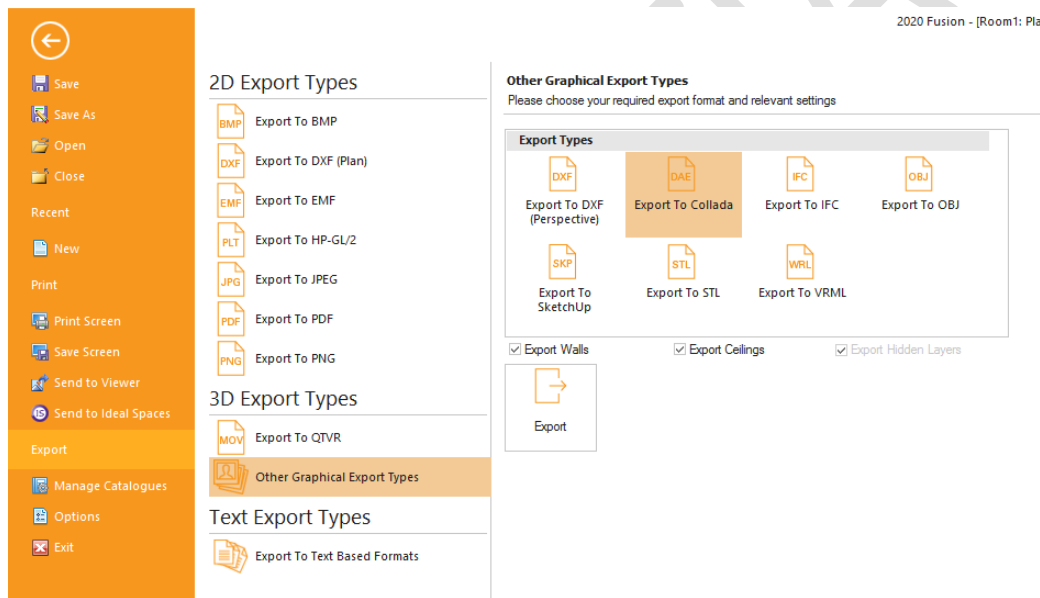 2020 Fusion - [Room1: Pla
Save
Save As
Open
Close
Recent
New
Print
Print Screen
Save Screen
Send to Viewer
iS
Send to Ideal Spaces
Export
Manage Catalogues
Options
Exit
2D Export Types
BMP Export To BMP
DXF Export To DXF (Plan)
EMF Export To EMF
PLT Export To HP-GL/2
JPG Export To JPEG
PDF Export To PDF
PNG Export To PNG
3D Export Types
MOV Export To QTVR
Other Graphical Export Types
Text Export Types
Export To Text Based Formats
Other Graphical Export Types
Please choose your required export format and relevant settings
Export Types
DXF DAE IFC OBJ
Export To DXF Export To Collada Export To IFC Export To OBJ
(Perspective)
SKP STL WRL
Export To Export To STL Export To VRML
SketchUp
Export Walls Export Ceilings Export Hidden Layers
Export